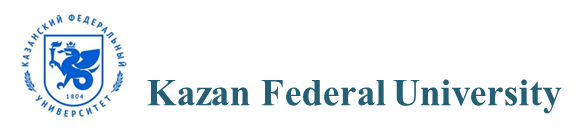 КАЗАНСКИЙ ФЕДЕРАЛЬНЫЙ
УНИВЕРСИТЕТ
1804
Kazan Federal University